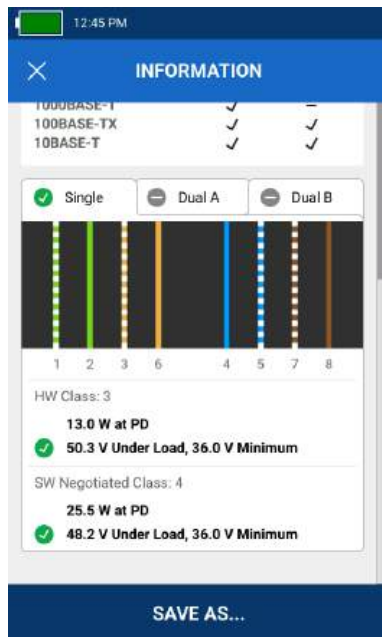 12:45 PM
INFORMATION
1000BASE-T
100BASE-TX
10BASE-T
Single
Dual A
Dual B
1 2 3 6 4 5 7 8
HW Class: 3
13.0 W at PD
50.3 V Under Load, 36.0 V Minimum
SW Negotiated Class: 4
25.5 W at PD
48.2 V Under Load, 36.0 V Minimum
SAVE AS...